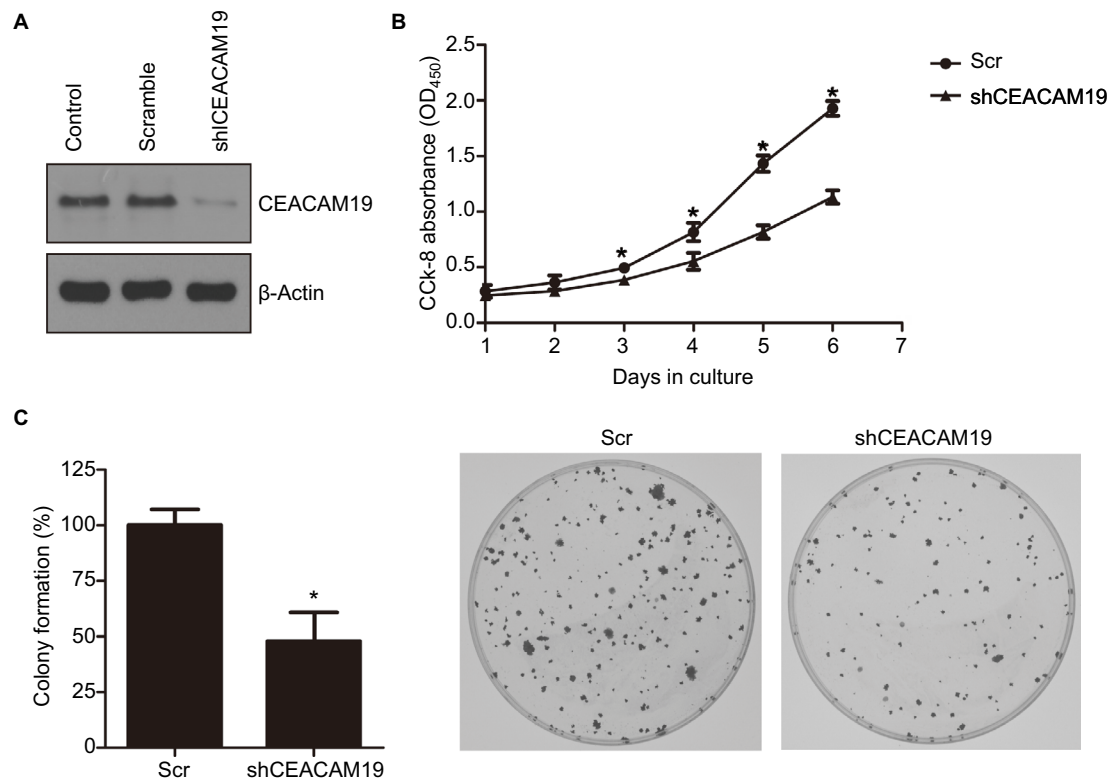 A
Control
Scramble
shICEACAM19
CEACAM19
β-Actin
B
CCk-8 absorbance (OD450)
2.5
2.0
1.5
1.0
0.5
0.0
*
*
*
*
1 2 3 4 5 6 7
Days in culture
Scr
shCEACAM19
C
Colony formation (%)
125
100
75
50
25
0
*
Scr shCEACAM19
Scr
shCEACAM19